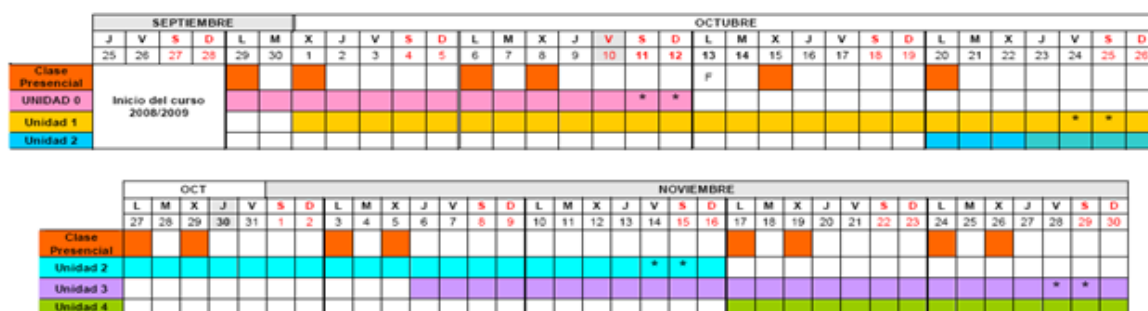 SEPTIEMBRE OCTUBRE
J V S D L M X J V S D L M X J V S D L M X J V S D L M X J V S D
25 26 27 28 29 30 1 2 3 4 5 6 7 8 9 10 11 12 13 14 15 16 17 18 19 20 21 22 23 24 25 26
Clase
Presencial F
UNIDAD 0 * *
Inicio del curso
2008/2009
Unidad 1 * *
Unidad 2
OCT NOVIEMBRE
L M X J V S D L M X J V S D L M X J V S D L M X J V S D L M X J V S D
27 28 29 30 31 1 2 3 4 5 6 7 8 9 10 11 12 13 14 15 16 17 18 19 20 21 22 23 24 25 26 27 28 29 30
Clase
Presencial
Unidad 2 * *
Unidad 3 * *
Unidad 4